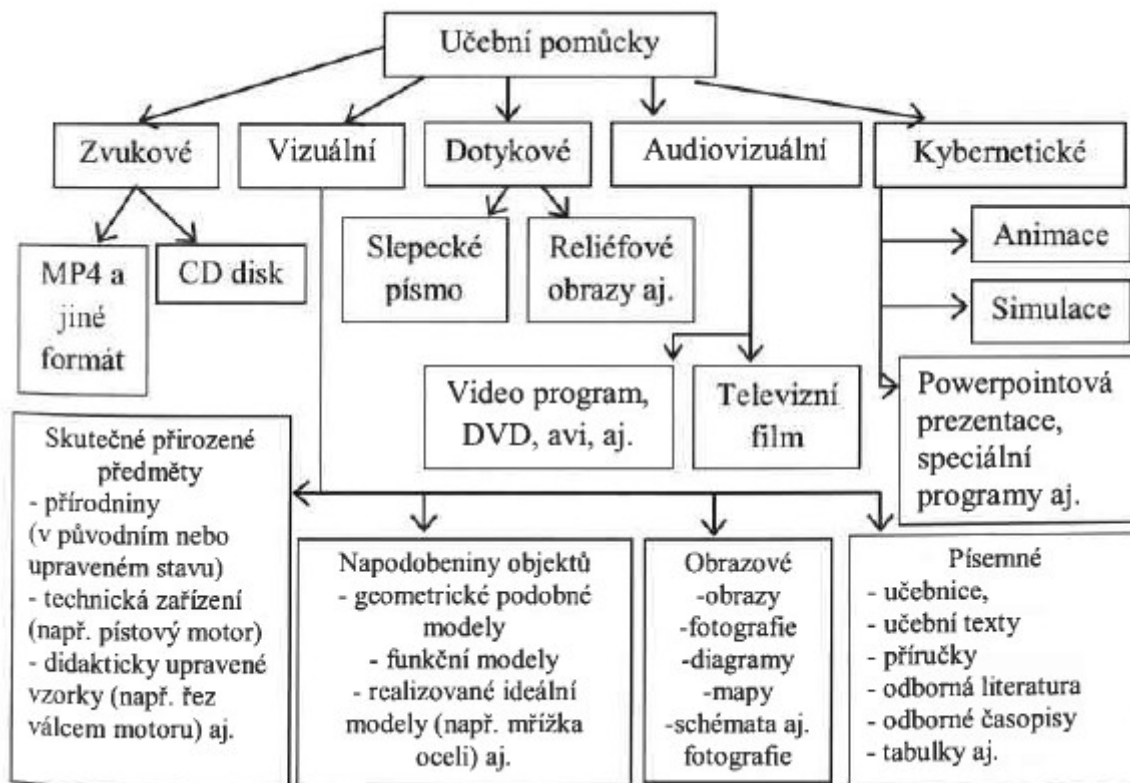 Učební pomůcky
Zvukové
Vizuální
Dotykové
Audiovizuální
Kybernetické
MP4 a
jiné
formát
CD disk
Slepecké
písmo
Reliéfové
obrazy aj.
Animace
Simulace
Video program,
DVD, avi, aj.
Televizní
film
Powerpointová
prezentace,
speciální
programy aj.
Skutečné přirozené
předměty
- přírodniny
(v původním nebo
upraveném stavu)
- technická zařízení
(např. pístový motor)
- didakticky upravené
vzorky (např. řez
válcem motoru) aj.
Napodobeniny objektů
- geometrické podobné
modely
- funkční modely
- realizované ideální
modely (např. mřížka
oceli) aj.
Obrazové
-obrazy
-fotografie
-diagramy
-mapy
-schémata aj.
fotografie
Písemné
- učebnice,
- učební texty
- příručky
- odborná literatura
- odborné časopisy
- tabulky aj.